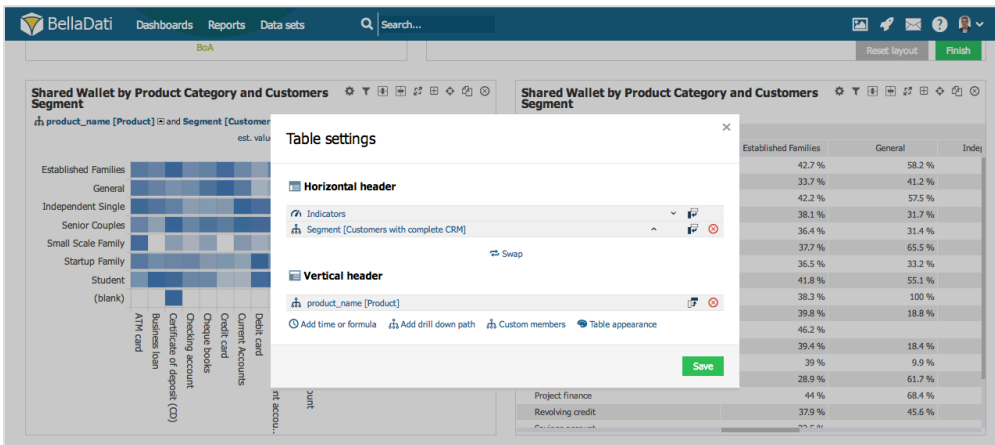 BellaDati Dashboards Reports Data sets Search...
BoA
Reset layout Finish
Shared Wallet by Product Category and Customers
Segment
product_name [Product] and Segment [Customer
est. valu
Established Families
General
Independent Single
Senior Couples
Small Scale Family
Startup Family
Student
(blank)
ATM card
Business loan
Certificate of deposit (CD)
Checking account
Cheque books
Credit card
Current Accounts
Debit card
nt accou..
ount
Table settings
Horizontal header
Indicators
Segment [Customers with complete CRM]
Swap
Vertical header
product_name [Product]
Add time or formula Add drill down path Custom members Table appearance
Save
Shared Wallet by Product Category and Customers
Segment
Established Families General Indep
42.7 % 58.2 %
33.7 % 41.2 %
42.2 % 57.5 %
38.1 % 31.7 %
36.4 % 31.4 %
37.7 % 65.5 %
36.5 % 33.2 %
41.8 % 55.1 %
38.3 % 100 %
39.8 % 18.8 %
46.2 %
39.4 % 18.4 %
39 % 9.9 %
28.9 % 61.7 %
Project finance 44 % 68.4 %
Revolving credit 37.9 % 45.6 %